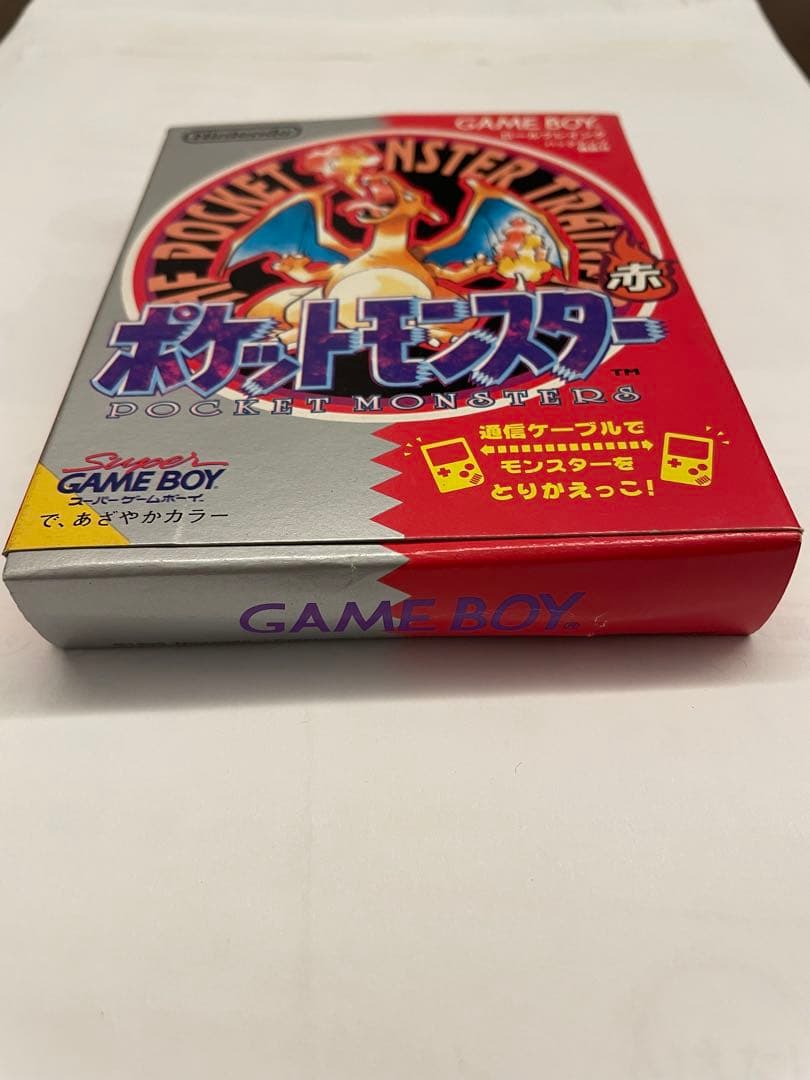 Nintendo
GAME BOY
THE POCKET MONSTER TRAINER
赤
ポケットモンスター
TM
POCKET MONSTERS
通信ケーブルで
モンスターを
とりかえっこ!
Super
GAME BOY
スーパーゲームボーイ
で、あざやかカラー
GAME BOY®